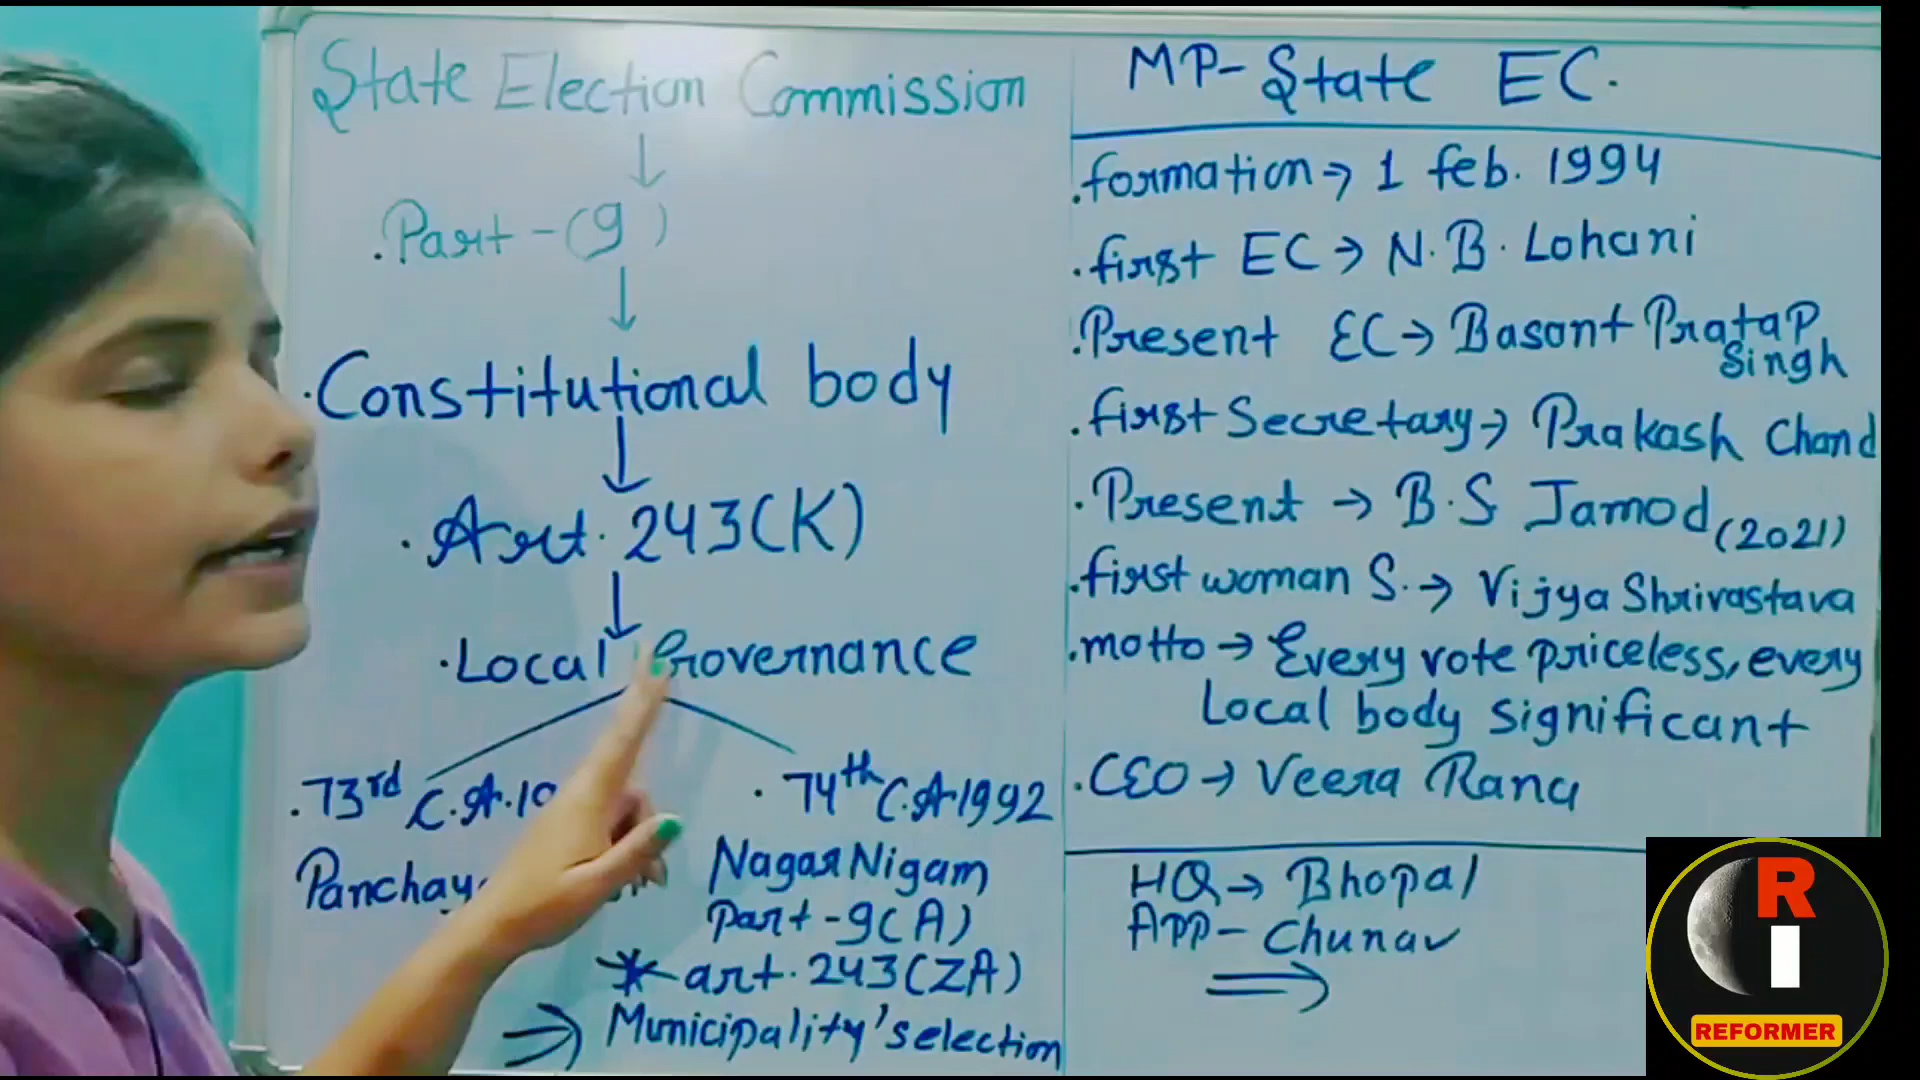 State Election Commission
.Part-(9)
.Constitutional body
.Art.243(K)
.Local Governance
.73rd C.A.
.74th C.A.1992
Nagar Nigam
Part-9(A)
*art.243(ZA)
⇒ Municipality's election
MP-State EC.
.formation→ 1 feb. 1994
.first EC→ N.B.Lohani
.Present EC→ Basant Pratap
Singh
.first Secretary→ Prakash Chand
.Present → B.S Jamod (2021)
.first woman S.→ Vijya Shrivastava
.motto → Every vote priceless, every
Local body significant
.CEO → Veera Rana
HQ→ Bhopal
APP- Chunav
⇒
RI
REFORMER